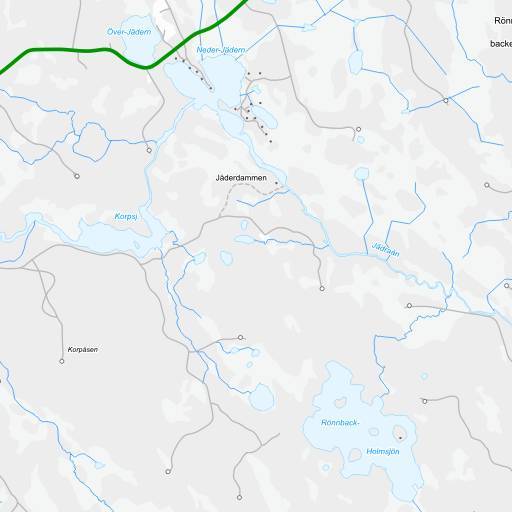 Över-Jädern
Rönn
backe
Neder-Jädern
Jäderdammen
Korpsj.
Jädraån
Korpåsen
Rönnback-
Holmsjön